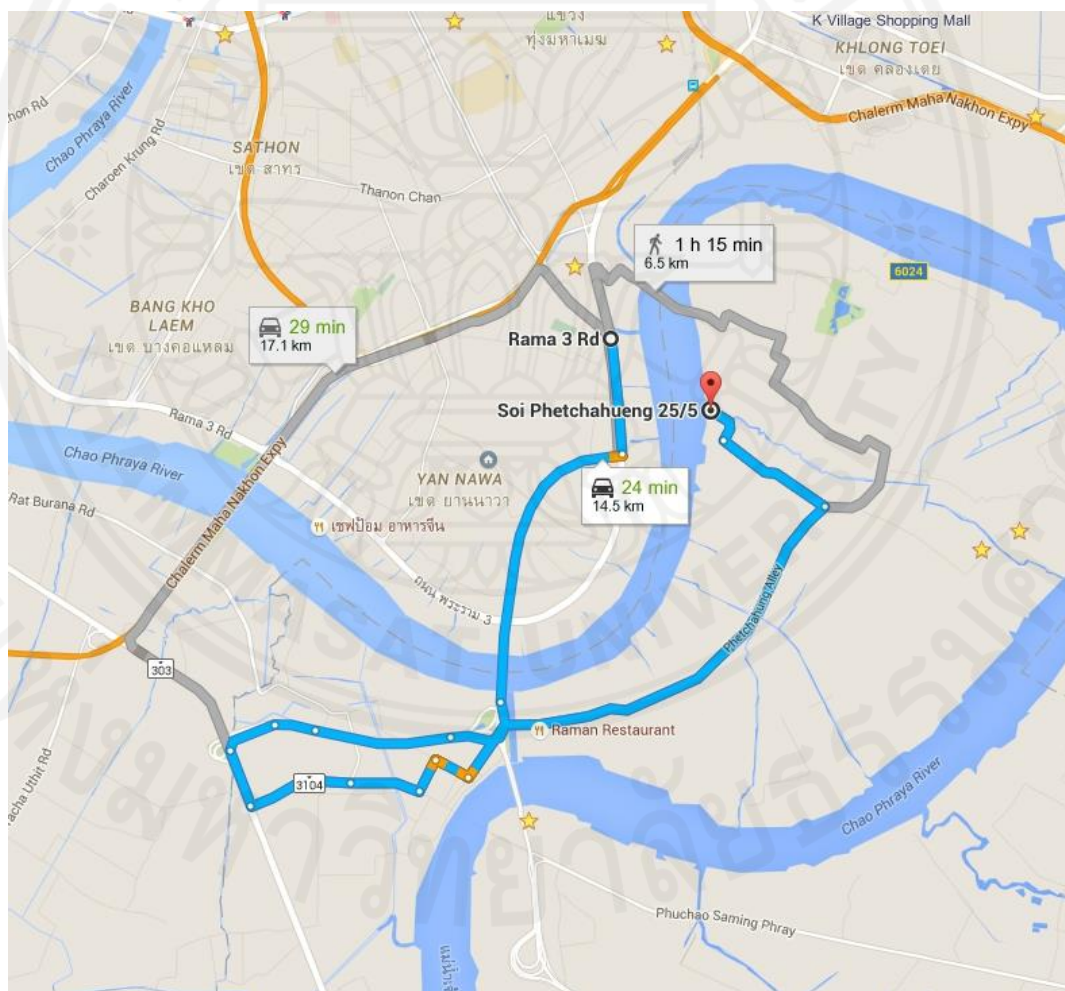 แขวง
ทุ่งมหาเมฆ
K Village Shopping Mall
KHLONG TOEI
เขต คลองเตย
Chalerm Maha Nakhon Expy
Chao Phraya River
Charoen Krung Rd
SATHON
เขต สาทร
Thanon Chan
1 h 15 min
6.5 km
6024
BANG KHO
LAEM
เขต บางคอแหลม
29 min
17.1 km
Rama 3 Rd
Soi Phetchahueng 25/5
Rama 3 Rd
Chao Phraya River
Rat Burana Rd
Chalerm Maha Nakhon Expy
YAN NAWA
เขต ยานนาวา
24 min
14.5 km
เชฟป้อม อาหารจีน
ถนน พระราม 3
Phetchahung Alley
303
Raman Restaurant
3104
Chao Phraya River
Phuchao Saming Phray
THAMMASAT UNIVERSITY